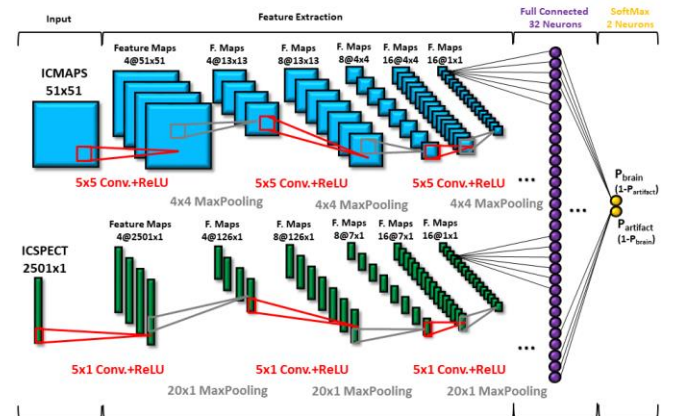 Input
Feature Extraction
Full Connected
32 Neurons
SoftMax
2 Neurons
ICMAPS
51x51
Feature Maps
4@51x51
F. Maps
4@13x13
F. Maps
8@13x13
F. Maps
8@4x4
F. Maps
16@4x4
F. Maps
16@1x1
5x5 Conv.+ReLU
4x4 MaxPooling
5x5 Conv.+ReLU
4x4 MaxPooling
5x5 Conv.+ReLU
4x4 MaxPooling
...
...
Pbrain
(1-Partifact)
Partifact
(1-Pbrain)
ICSPECT
2501x1
Feature Maps
4@2501x1
F. Maps
4@126x1
F. Maps
8@126x1
F. Maps
8@7x1
F. Maps
16@7x1
F. Maps
16@1x1
5x1 Conv.+ReLU
20x1 MaxPooling
5x1 Conv.+ReLU
20x1 MaxPooling
5x1 Conv.+ReLU
20x1 MaxPooling
...